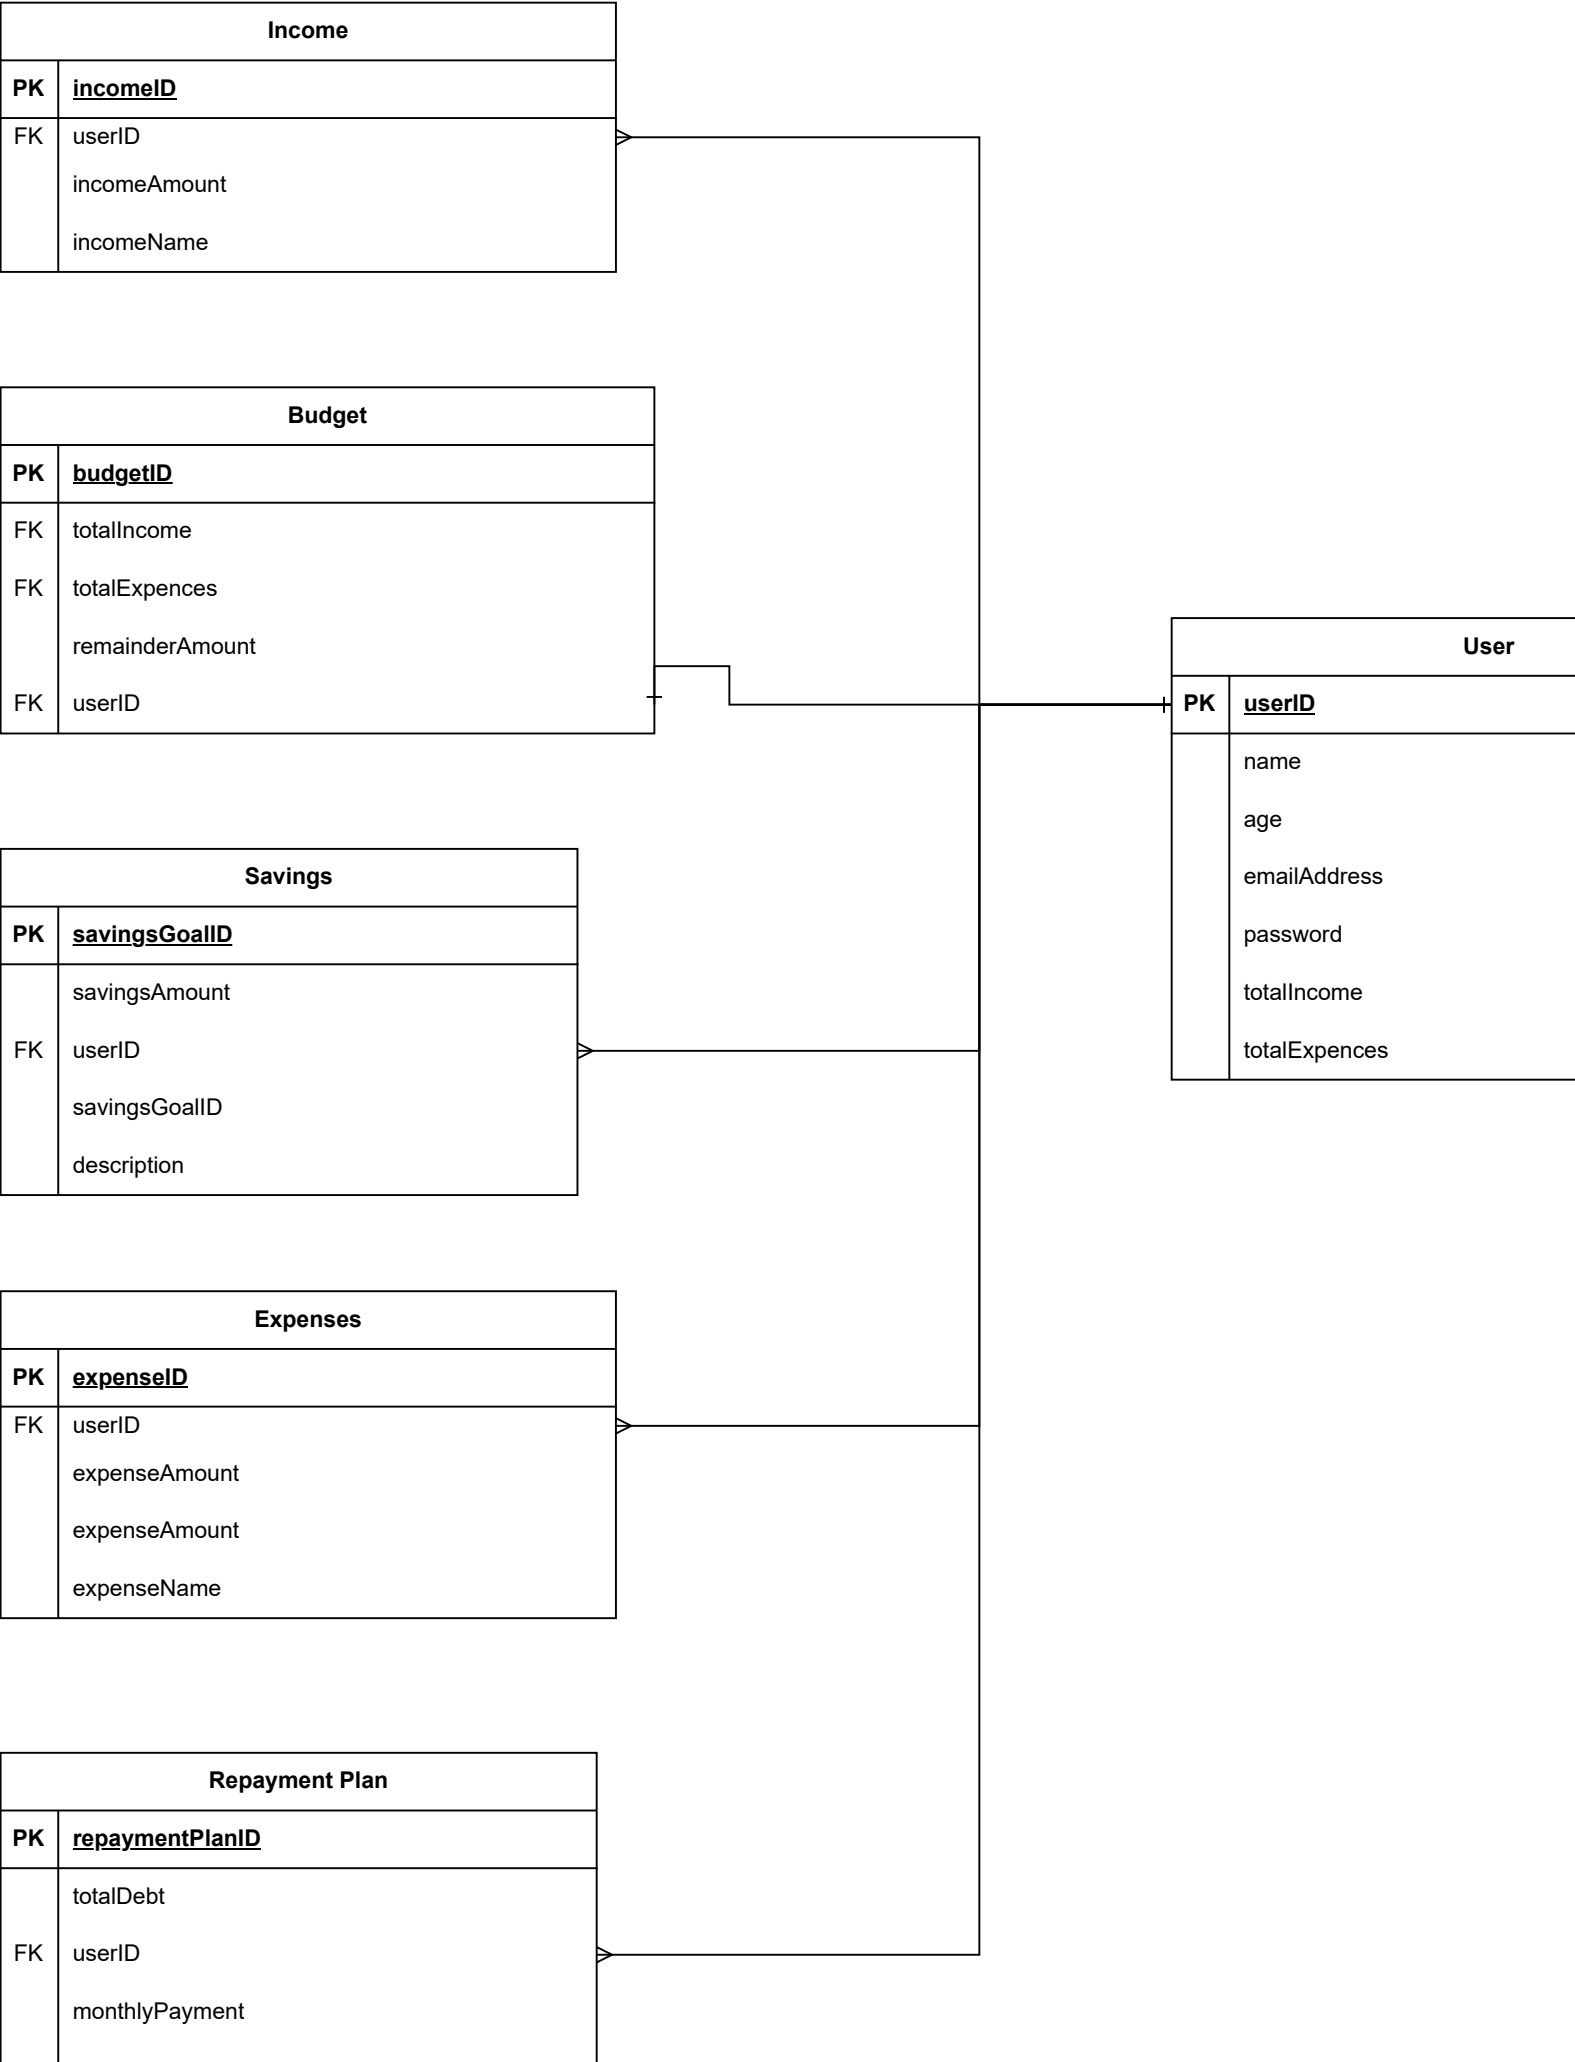 Income
PK incomeID
FK userID
incomeAmount
incomeName
Budget
PK budgetID
FK totalIncome
FK totalExpences
remainderAmount
FK userID
User
PK userID
name
age
emailAddress
password
totalIncome
totalExpences
Savings
PK savingsGoalID
savingsAmount
FK userID
savingsGoalID
description
Expenses
PK expenseID
FK userID
expenseAmount
expenseAmount
expenseName
Repayment Plan
PK repaymentPlanID
totalDebt
FK userID
monthlyPayment